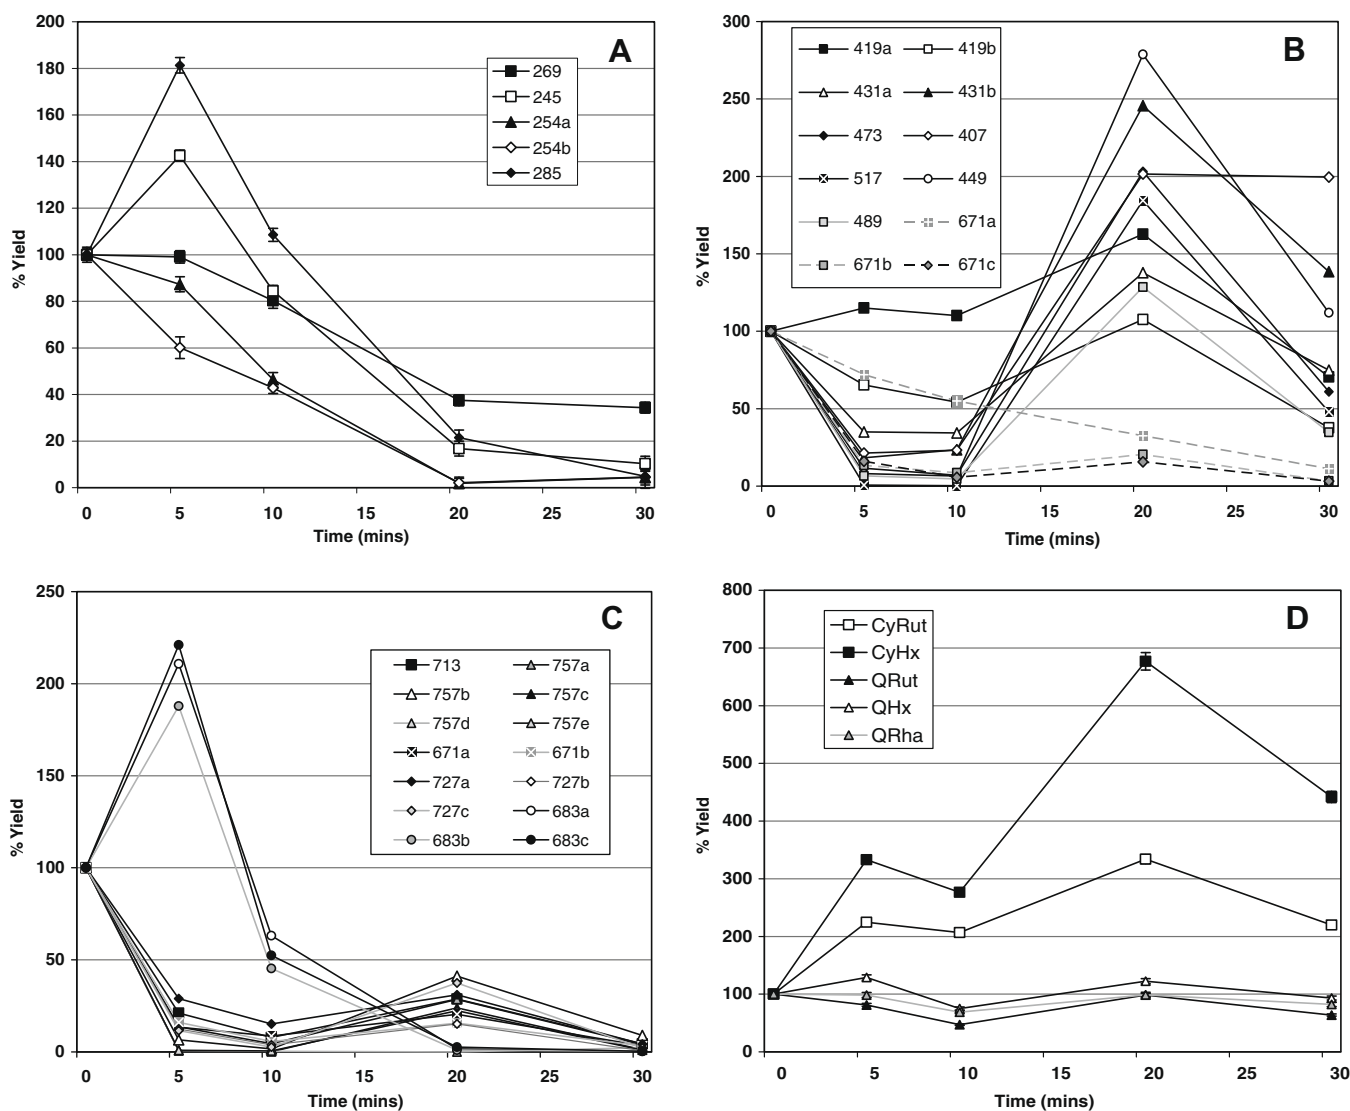 A
% Yield
200
180
160
140
120
100
80
60
40
20
0
269
245
254a
254b
285
0 5 10 15 20 25 30
Time (mins)
B
% Yield
300
250
200
150
100
50
0
419a 419b
431a 431b
473 407
517 449
489 671a
671b 671c
0 5 10 15 20 25 30
Time (mins)
C
% Yield
250
200
150
100
50
0
713 757a
757b 757c
757d 757e
671a 671b
727a 727b
727c 683a
683b 683c
0 5 10 15 20 25 30
Time (mins)
D
% Yield
800
700
600
500
400
300
200
100
0
CyRut
CyHx
QRut
QHx
QRha
0 5 10 15 20 25 30
Time (mins)